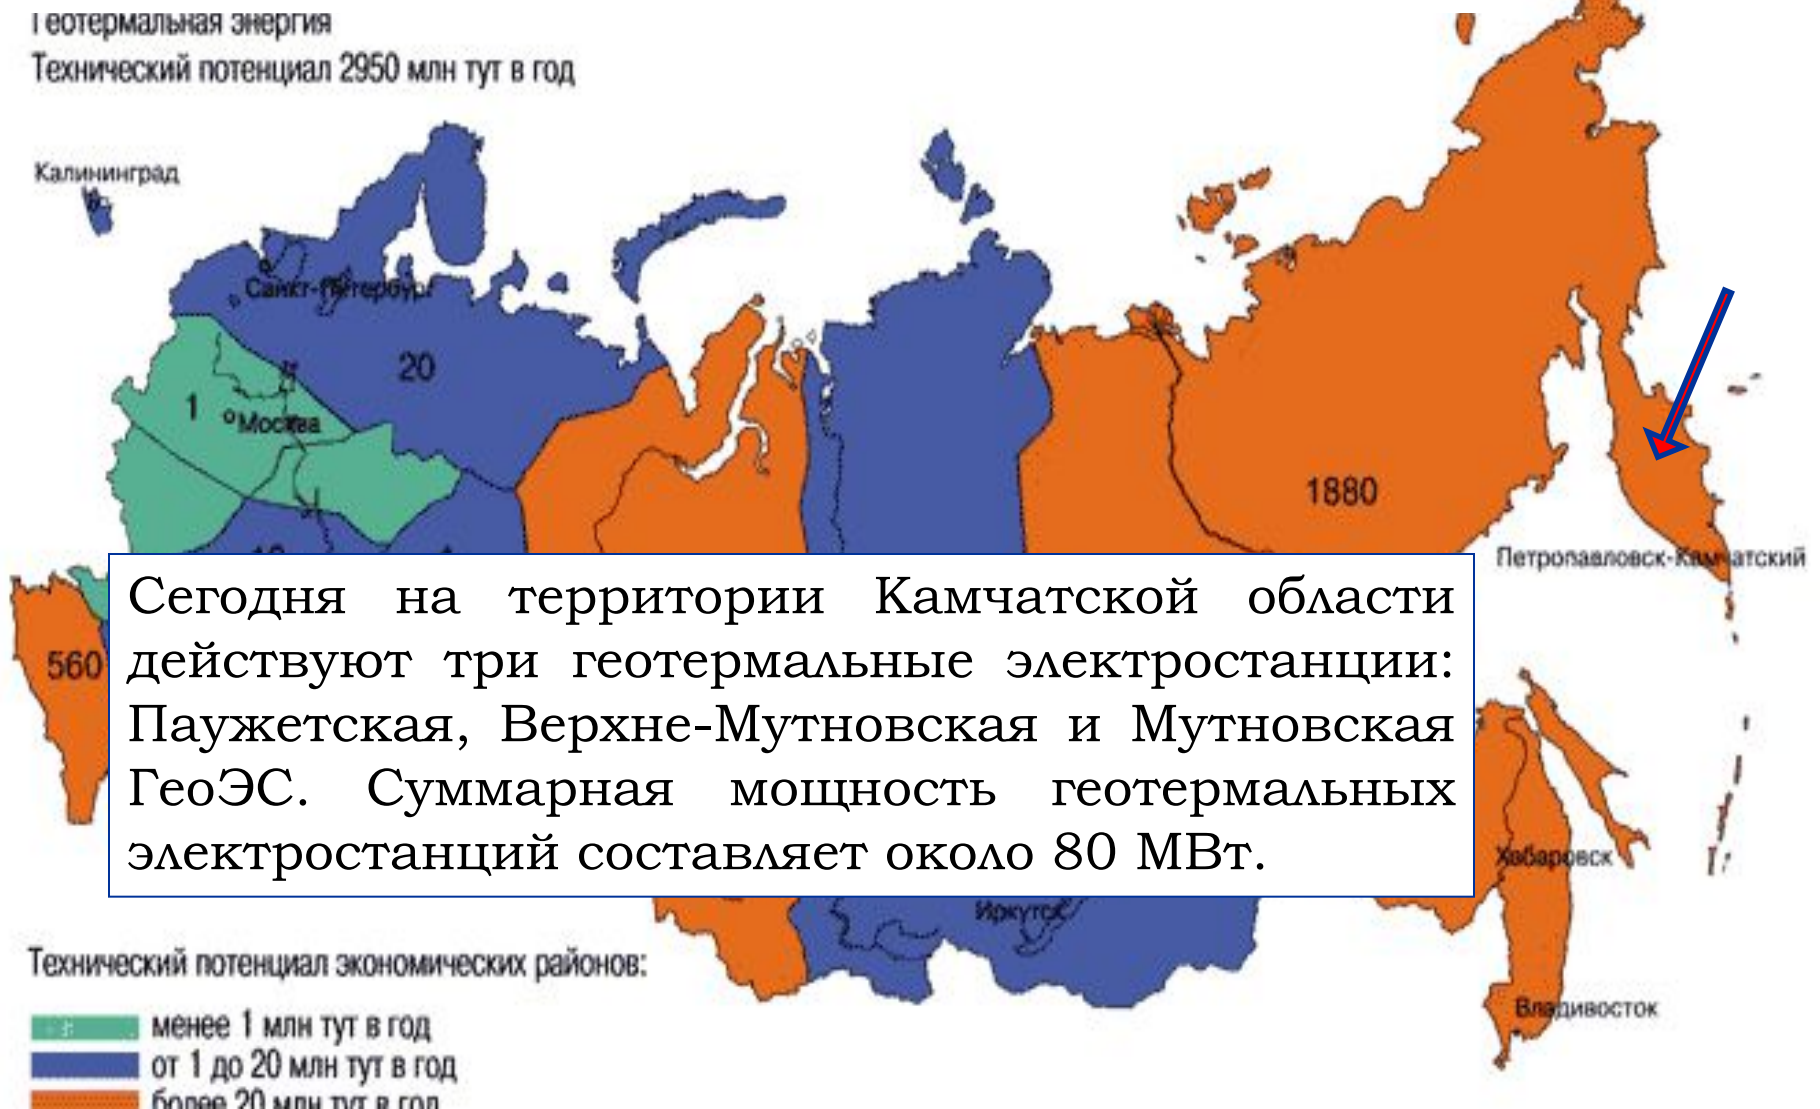 Геотермальная энергия
Технический потенциал 2950 млн тут в год
Калининград
Санкт-Петербург
20
1
Москва
1880
Петропавловск-Камчатский
560
Сегодня на территории Камчатской области
действуют три геотермальные электростанции:
Паужетская, Верхне-Мутновская и Мутновская
ГеоЭС. Суммарная мощность геотермальных
электростанций составляет около 80 МВт.
Хабаровск
Иркутск
Технический потенциал экономических районов:
Владивосток
менее 1 млн тут в год
от 1 до 20 млн тут в год
более 20 млн тут в год